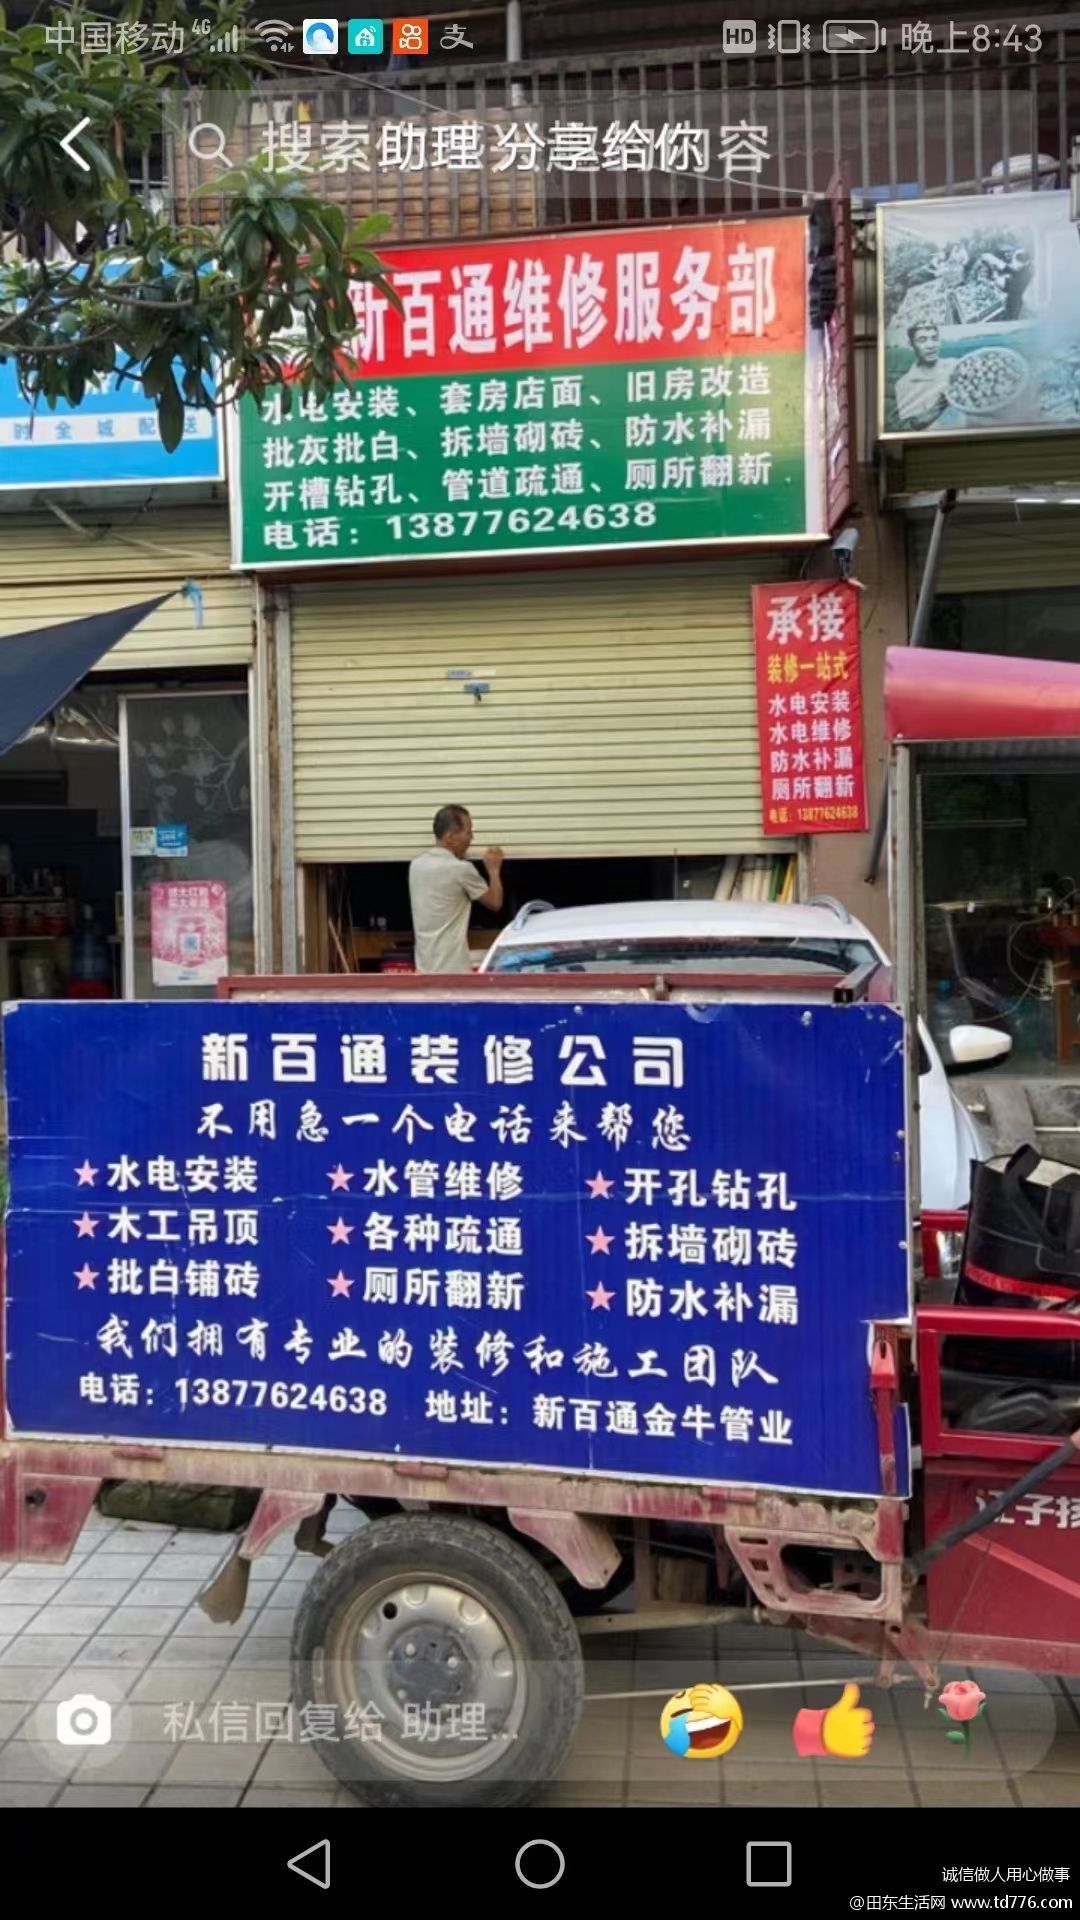 中国移动 4G HD 晚上8:43
搜索 助理 分享给你 容
新百通维修服务部
水电安装、套房店面、旧房改造
批灰批白、拆墙砌砖、防水补漏
开槽钻孔、管道疏通、厕所翻新
电话：13877624638
时全城配送
承接
装修一站式
水电安装
水电维修
防水补漏
厕所翻新
电话：13877624638
新百通装修公司
不用急一个电话来帮您
★水电安装 ★水管维修 ★开孔钻孔
★木工吊顶 ★各种疏通 ★拆墙砌砖
★批白铺砖 ★厕所翻新 ★防水补漏
我们拥有专业的装修和施工团队
电话：13877624638 地址：新百通金牛管业
私信回复给 助理...
诚信做人用心做事
@田东生活网 www.td776.com